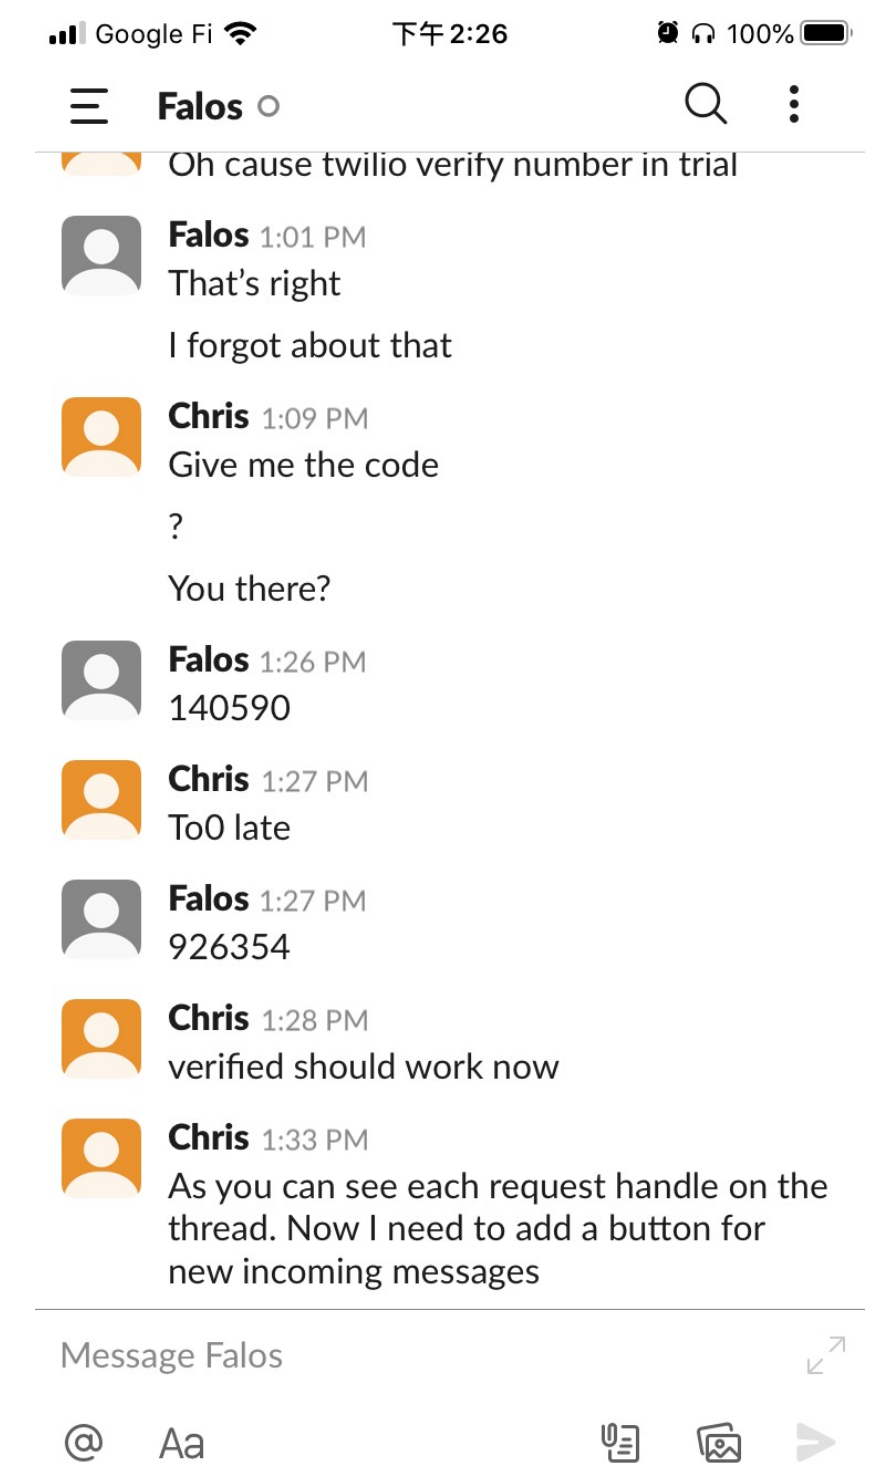 Google Fi 下午2:26 100%
Falos
Oh cause twilio verify number in trial
Falos 1:01 PM
That's right
I forgot about that
Chris 1:09 PM
Give me the code
?
You there?
Falos 1:26 PM
140590
Chris 1:27 PM
To0 late
Falos 1:27 PM
926354
Chris 1:28 PM
verified should work now
Chris 1:33 PM
As you can see each request handle on the
thread. Now I need to add a button for
new incoming messages
Message Falos
@ Aa